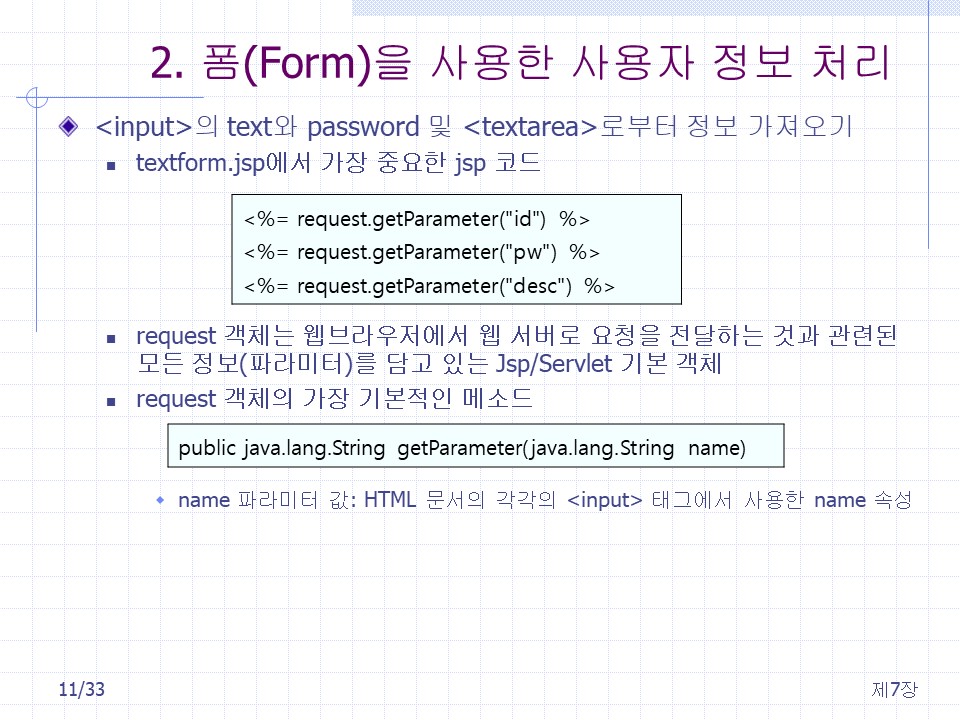 2. 폼(Form)을 사용한 사용자 정보 처리
<input>의 text와 password 및 <textarea>로부터 정보 가져오기
textform.jsp에서 가장 중요한 jsp 코드
<%= request.getParameter("id") %>
<%= request.getParameter("pw") %>
<%= request.getParameter("desc") %>
request 객체는 웹브라우저에서 웹 서버로 요청을 전달하는 것과 관련된
모든 정보(파라미터)를 담고 있는 Jsp/Servlet 기본 객체
request 객체의 가장 기본적인 메소드
public java.lang.String getParameter(java.lang.String name)
name 파라미터 값: HTML 문서의 각각의 <input> 태그에서 사용한 name 속성
11/33
제7장